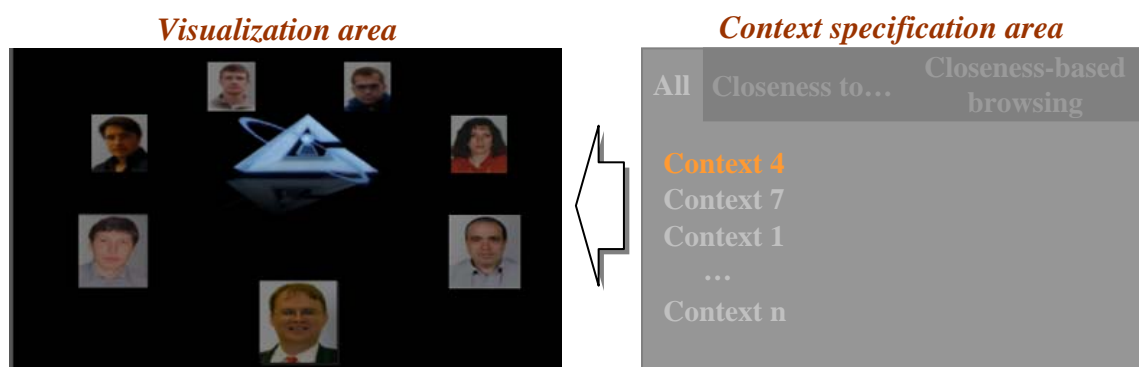 Visualization area
Context specification area
All
Closeness to…
Closeness-based
browsing
Context 4
Context 7
Context 1
…
Context n